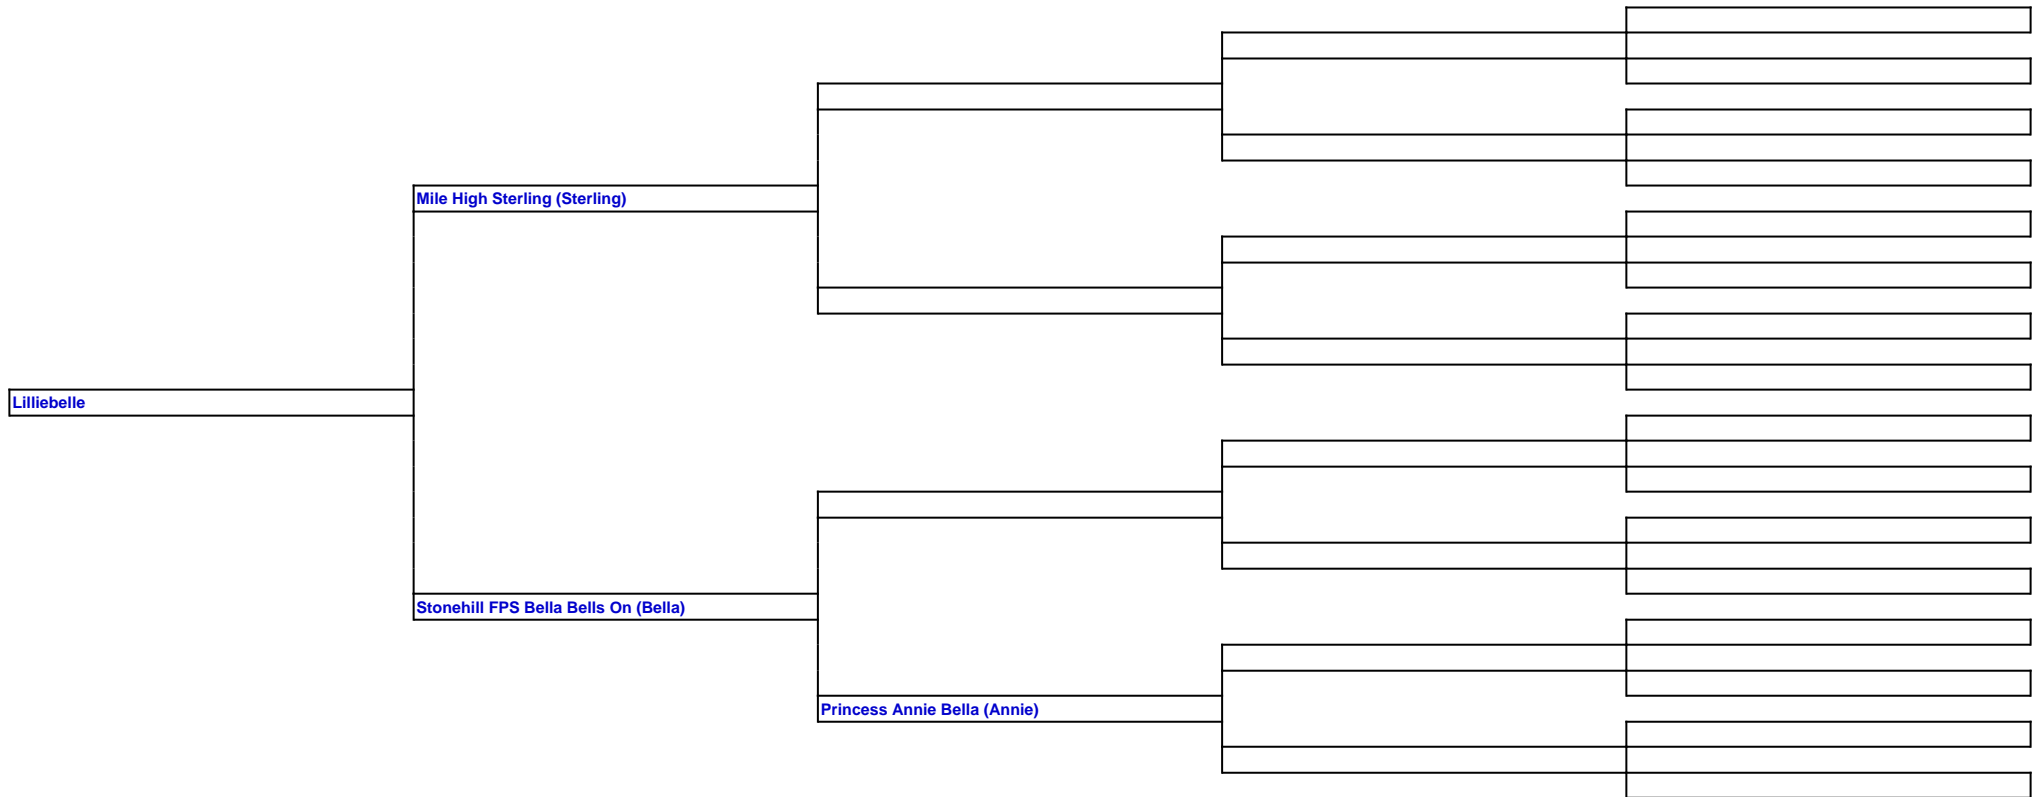 Mile High Sterling (Sterling)
Lilliebelle
Stonehill FPS Bella Bells On (Bella)
Princess Annie Bella (Annie)